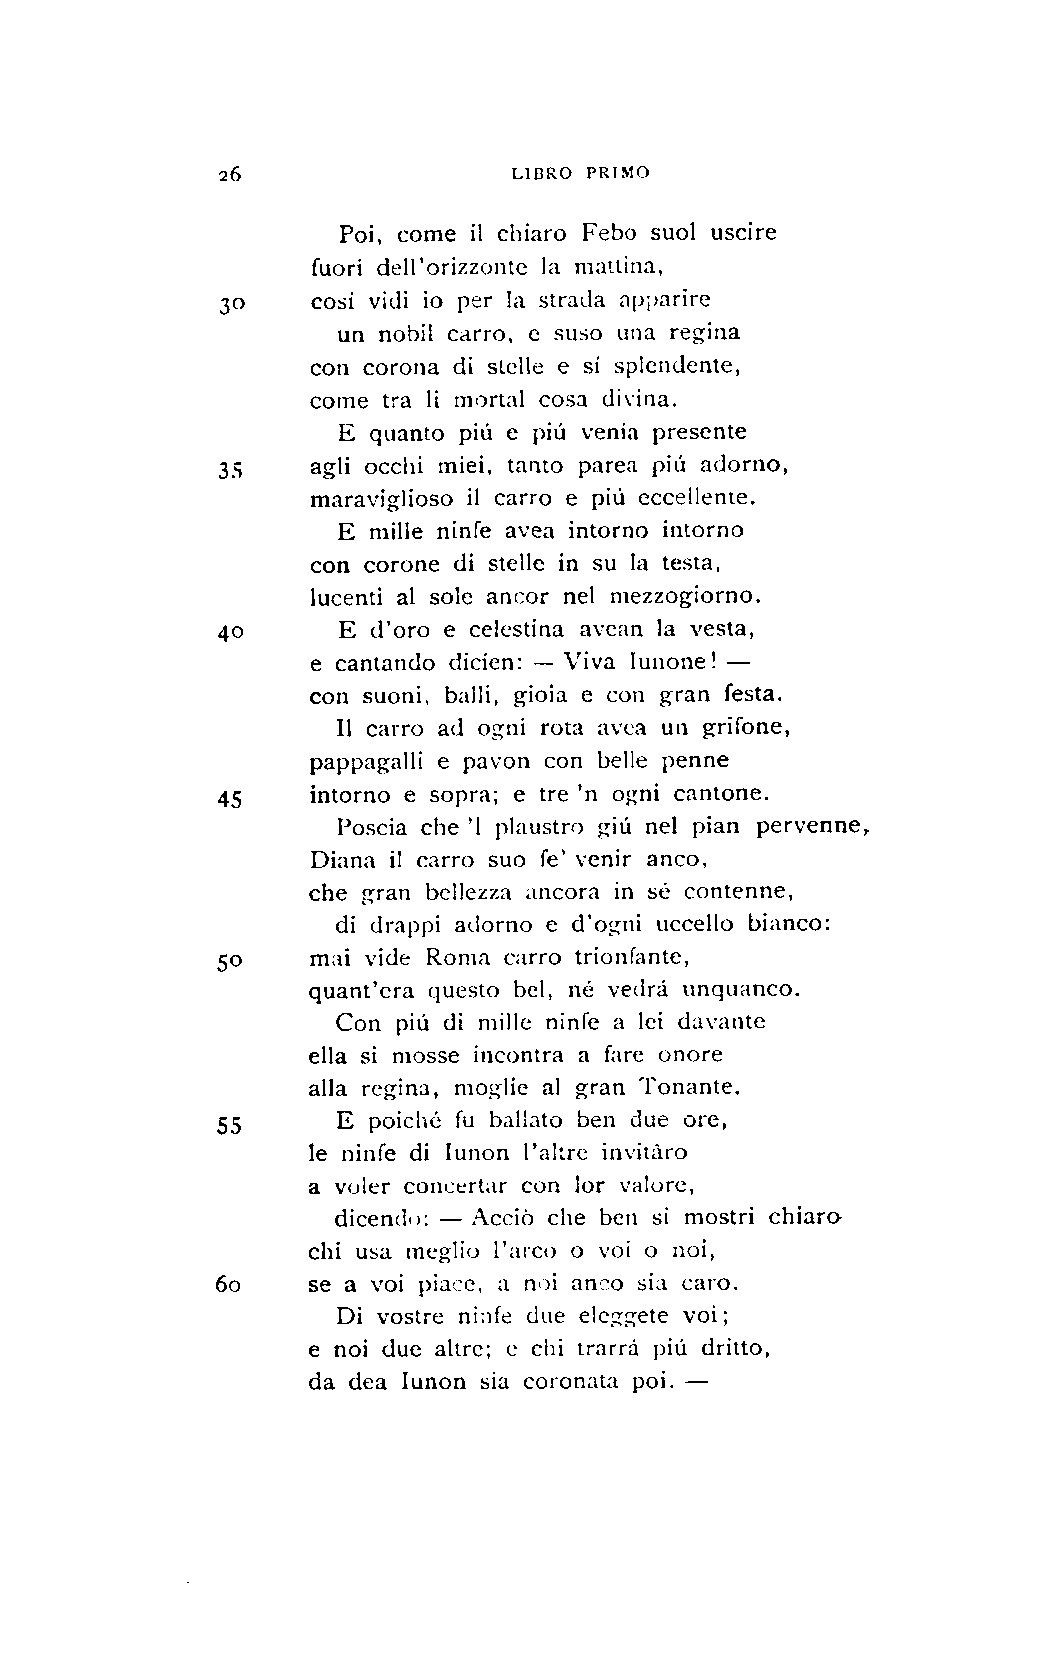 26 LIBRO PRIMO
Poi, come il chiaro Febo suol uscire
fuori dell'orizzonte la mattina,
30 cosí vidi io per la strada apparire
un nobil carro, e suso una regina
con corona di stelle e sí splendente,
come tra li mortal cosa divina.
E quanto piú e piú venía presente
35 agli occhi miei, tanto parea piú adorno,
maraviglioso il carro e piú eccellente.
E mille ninfe avea intorno intorno
con corone di stelle in su la testa,
lucenti al sole ancor nel mezzogiorno.
40 E d'oro e celestina avean la vesta,
e cantando dicíen: — Viva Iunone! —
con suoni, balli, gioia e con gran festa.
Il carro ad ogni rota avea un grifone,
pappagalli e pavon con belle penne
45 intorno e sopra; e tre 'n ogni cantone.
Poscia che 'l plaustro giú nel pian pervenne,
Diana il carro suo fe' venir anco,
che gran bellezza ancora in sé contenne,
di drappi adorno e d'ogni uccello bianco:
50 mai vide Roma carro trionfante,
quant'era questo bel, né vedrá unquanco.
Con piú di mille ninfe a lei davante
ella si mosse incontra a fare onore
alla regina, moglie al gran Tonante.
55 E poiché fu ballato ben due ore,
le ninfe di Iunon l'altre invitâro
a voler concertar con lor valore,
dicendo: — Acciò che ben si mostri chiaro
chi usa meglio l'arco o voi o noi,
60 se a voi piace, a noi anco sia caro.
Di vostre ninfe due eleggete voi;
e noi due altre; e chi trarrá piú dritto,
da dea Iunon sia coronata poi. —